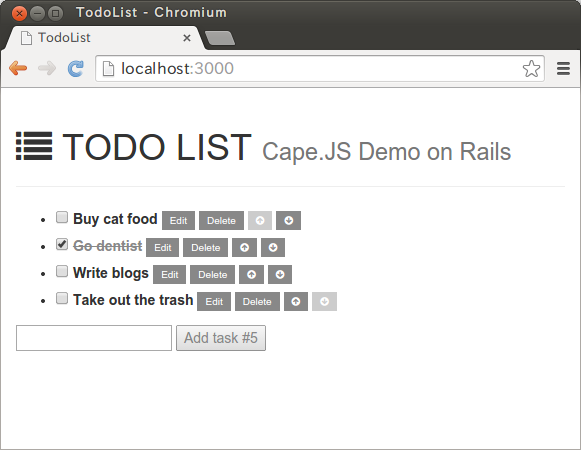 TodoList - Chromium
TodoList
localhost:3000
TODO LIST Cape.JS Demo on Rails
Buy cat food Edit Delete
Go dentist Edit Delete
Write blogs Edit Delete
Take out the trash Edit Delete
Add task #5